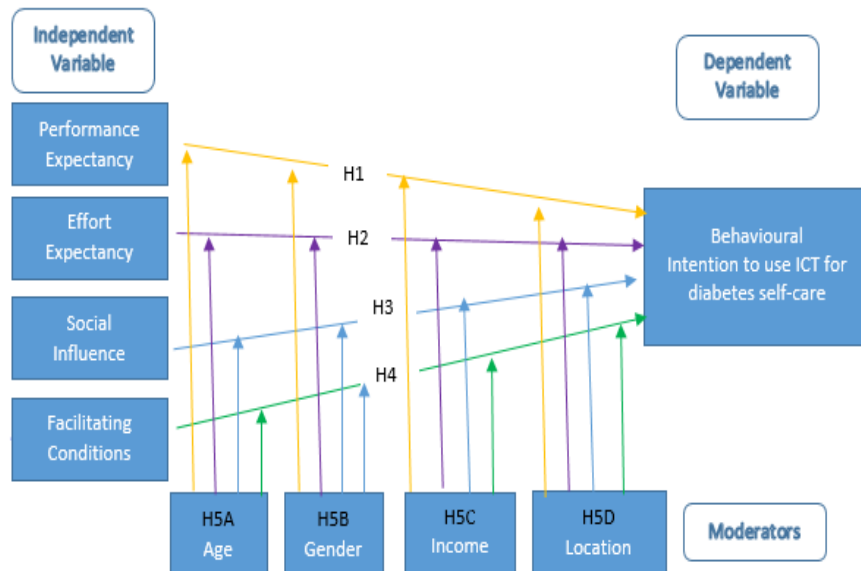 Independent
Variable
Dependent
Variable
Performance
Expectancy
H1
Effort
Expectancy
H2
Behavioural
Intention to use ICT for
diabetes self-care
Social
Influence
H3
H4
Facilitating
Conditions
H5A
Age
H5B
Gender
H5C
Income
H5D
Location
Moderators